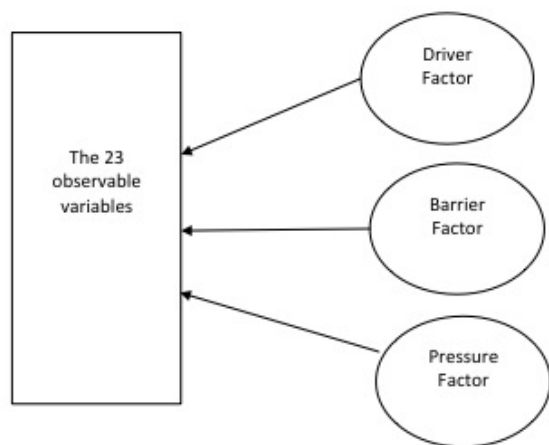 The 23
observable
variables
Driver
Factor
Barrier
Factor
Pressure
Factor